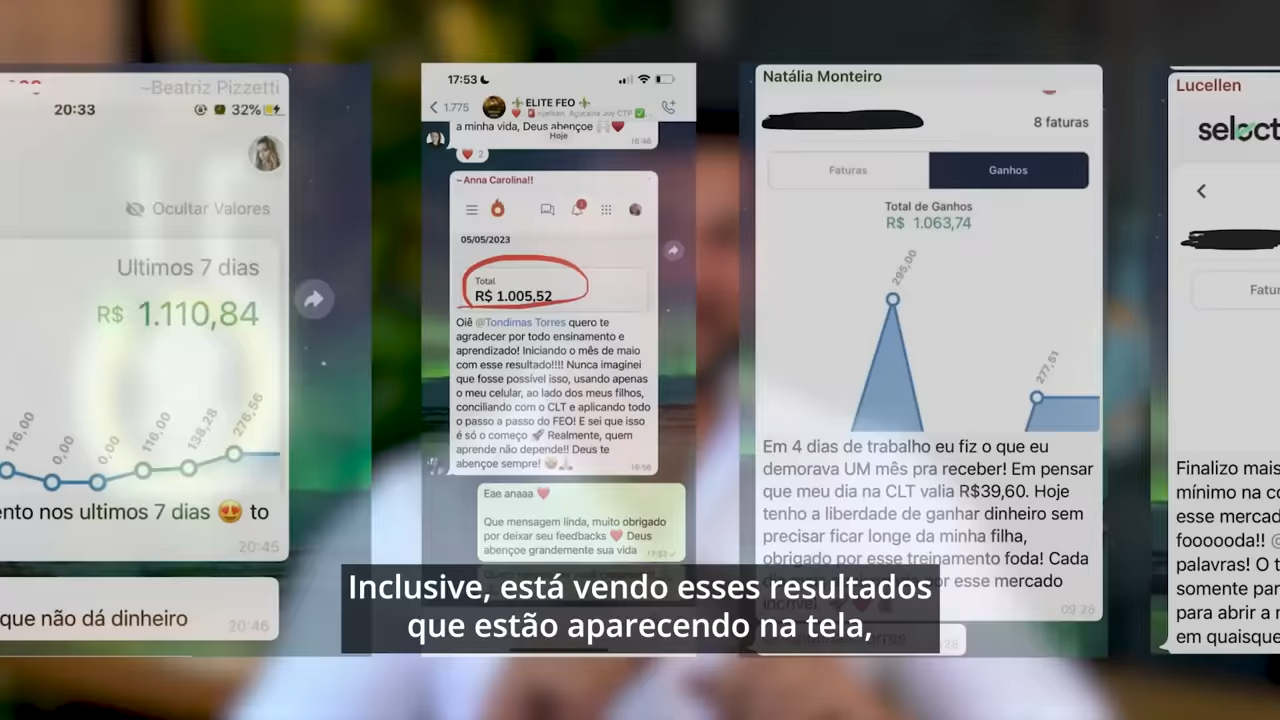 ~Beatriz Pizzetti
20:33
32%
Ocultar Valores
Ultimos 7 dias
R$ 1.110,84
116,00
0,00
0,00
116,00
138,28
276,56
nto nos ultimos 7 dias 😍 to
20:45
que não dá dinheiro
20:46
17:53
1.775
⚜️ ELITE FEO ⚜️
a minha vida, Deus abençoe 🙌🏻❤️
Hoje
16:46
❤️ 2
~Anna Carolina!!
05/05/2023
Total
R$ 1.005,52
Oiê @Tondimas Torres quero te
agradecer por todo ensinamento e
aprendizado! Iniciando o mês de maio
com esse resultado!!!! Nunca imaginei
que fosse possível isso, usando apenas
o meu celular, ao lado dos meus filhos,
conciliando com o CLT e aplicando todo
o passo a passo do FEO! E sei que isso
é só o começo 🚀 Realmente, quem
aprende não depende!! Deus te
abençoe sempre!
16:56
Eae anaaa ❤️
Que mensagem linda, muito obrigado
por deixar seu feedbacks ❤️ Deus
abençoe grandemente sua vida
17:52
Natália Monteiro
8 faturas
Faturas
Ganhos
Total de Ganhos
R$ 1.063,74
295,00
277,51
Em 4 dias de trabalho eu fiz o que eu
demorava UM mês pra receber! Em pensar
que meu dia na CLT valia R$39,60. Hoje
tenho a liberdade de ganhar dinheiro sem
precisar ficar longe da minha filha,
obrigado por esse treinamento foda! Cada
por esse mercado
incrível
09:28
Lucellen
select
Fatur
Finalizo mais
mínimo na co
esse mercad
foooooda!! @
palavras! O t
somente par
para abrir a m
em quaisque
Inclusive, está vendo esses resultados
que estão aparecendo na tela,